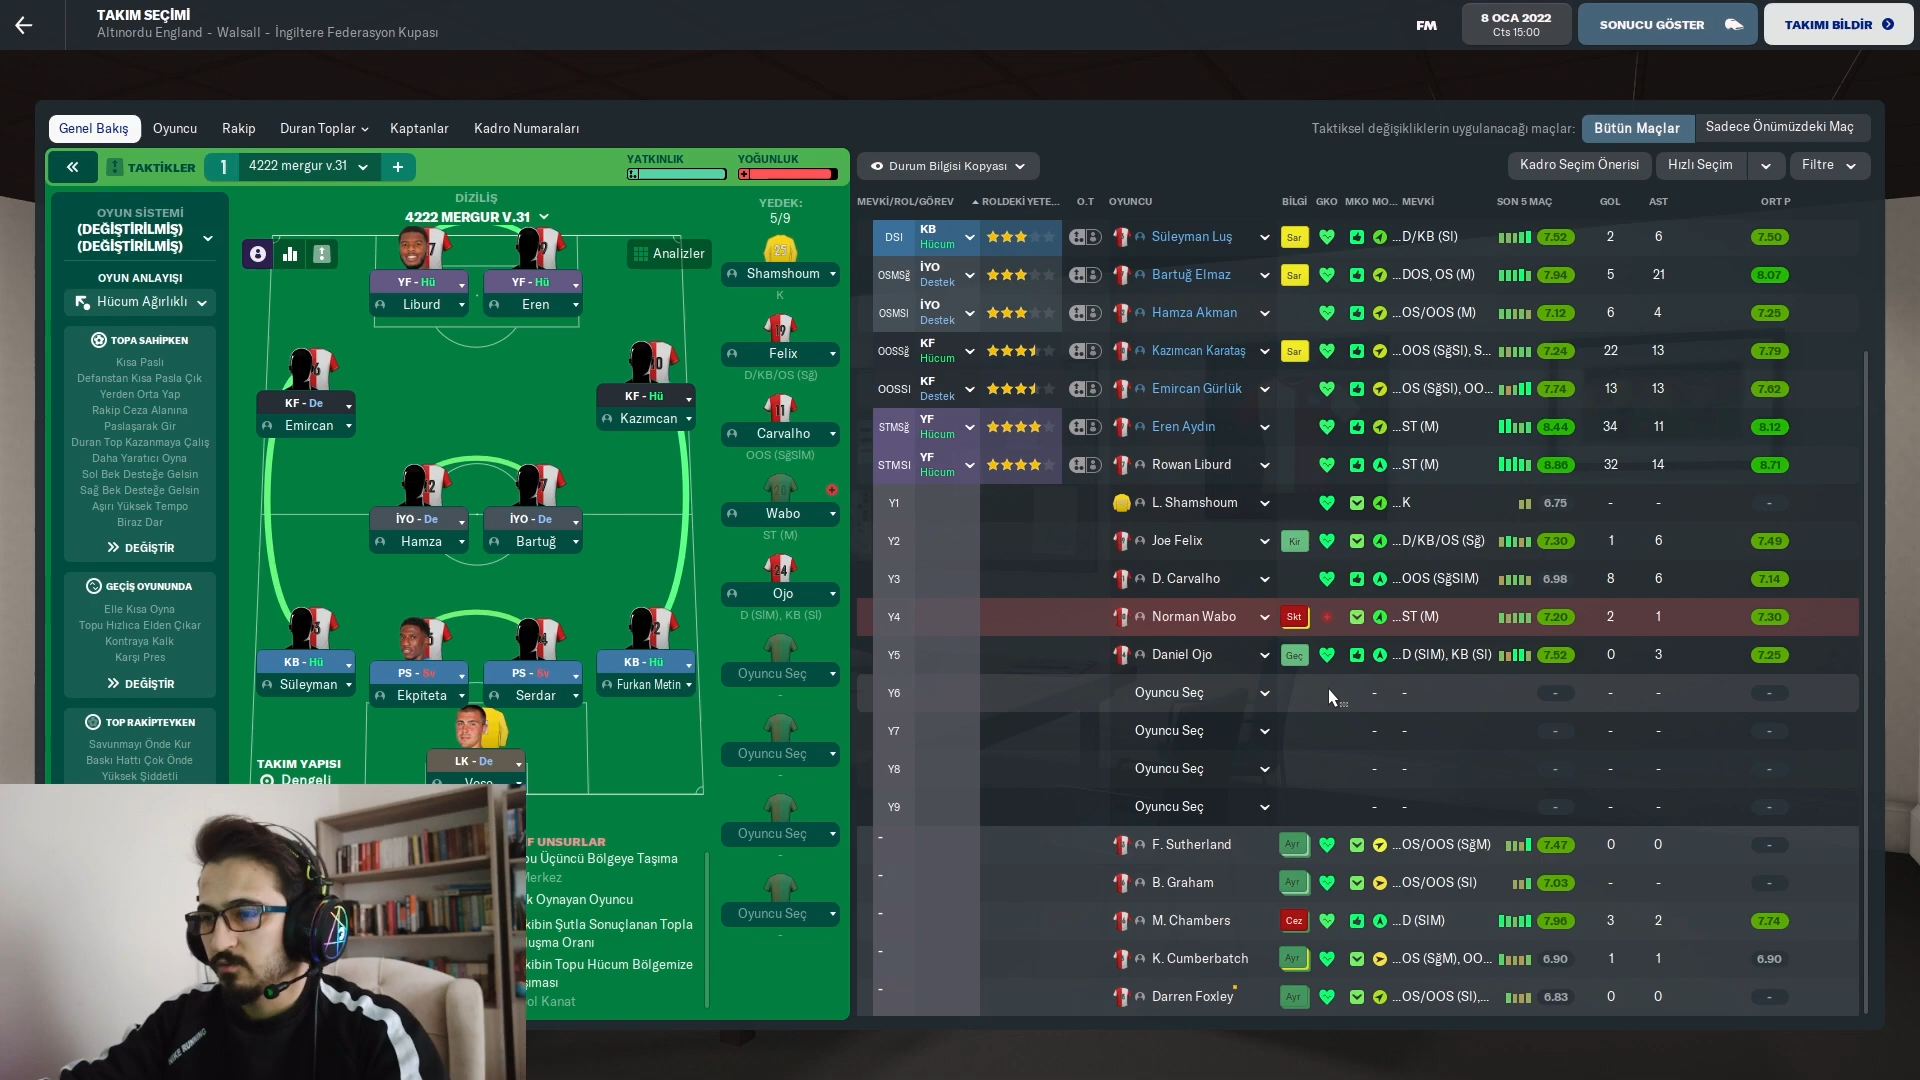 TAKIM SEÇİMİ
Altınordu England - Walsall - İngiltere Federasyon Kupası
FM
8 OCA 2022
Cts 15:00
SONUCU GÖSTER
TAKIMI BİLDİR
Genel Bakış Oyuncu Rakip Duran Toplar Kaptanlar Kadro Numaraları
Taktiksel değişikliklerin uygulanacağı maçlar: Bütün Maçlar Sadece Önümüzdeki Maç
TAKTİKLER 1 4222 mergur v.31 +
YATKINLIK
YOĞUNLUK
Durum Bilgisi Kopyası
Kadro Seçim Önerisi Hızlı Seçim Filtre
OYUN SİSTEMİ
(DEĞİŞTİRİLMİŞ)
(DEĞİŞTİRİLMİŞ)
OYUN ANLAYIŞI
Hücum Ağırlıklı
TOPA SAHİPKEN
Kısa Paslı
Defanstan Kısa Pasla Çık
Yerden Orta Yap
Rakip Ceza Alanına
Paslaşarak Gir
Duran Top Kazanmaya Çalış
Daha Yaratıcı Oyna
Sol Bek Desteğe Gelsin
Sağ Bek Desteğe Gelsin
Aşırı Yüksek Tempo
Biraz Dar
DEĞİŞTİR
GEÇİŞ OYUNUNDA
Elle Kısa Oyna
Topu Hızlıca Elden Çıkar
Kontraya Kalk
Karşı Pres
DEĞİŞTİR
TOP RAKİPTEYKEN
Savunmayı Önde Kur
Baskı Hattı Çok Önde
Yüksek Şiddetli
DİZİLİŞ
4222 MERGUR V.31
Analizler
YF - Hü
Liburd
YF - Hü
Eren
KF - De
Emircan
KF - Hü
Kazımcan
İYO - De
Hamza
İYO - De
Bartuğ
KB - Hü
Süleyman
PS - Sv
Ekpiteta
PS - Sv
Serdar
KB - Hü
Furkan Metin
LK - De
TAKIM YAPISI
Dengeli
F UNSURLAR
pu Üçüncü Bölgeye Taşıma
Merkez
k Oynayan Oyuncu
kibin Şutla Sonuçlanan Topla
uşma Oranı
kibin Topu Hücum Bölgemize
şıması
ol Kanat
YEDEK:
5/9
25
Shamshoum
K
19
Felix
D/KB/OS (Sğ)
11
Carvalho
OOS (SğSlM)
20
Wabo
ST (M)
24
Ojo
D (SlM), KB (Sl)
Oyuncu Seç
-
Oyuncu Seç
-
Oyuncu Seç
-
Oyuncu Seç
-
MEVKİ/ROL/GÖREV ROLDEKİ YETE... O.T OYUNCU BİLGİ GKO MKO MO... MEVKİ SON 5 MAÇ GOL AST ORT P
DSl KB Hücum Süleyman Luş Sar ...D/KB (Sl) 7.52 2 6 7.50
OSMSğ İYO Destek Bartuğ Elmaz Sar ...DOS, OS (M) 7.94 5 21 8.07
OSMSl İYO Destek Hamza Akman ...OS/OOS (M) 7.12 6 4 7.25
OOSSğ KF Hücum Kazımcan Karataş Sar ...OOS (SğSl), S... 7.24 22 13 7.79
OOSSl KF Destek Emircan Gürlük ...OS (SğSl), OO... 7.74 13 13 7.62
STMSğ YF Hücum Eren Aydın ...ST (M) 8.44 34 11 8.12
STMSl YF Hücum Rowan Liburd ...ST (M) 8.86 32 14 8.71
Y1 L. Shamshoum ...K 6.75 - - -
Y2 Joe Felix Kir ...D/KB/OS (Sğ) 7.30 1 6 7.49
Y3 D. Carvalho ...OOS (SğSlM) 6.98 8 6 7.14
Y4 Norman Wabo Skt ...ST (M) 7.20 2 1 7.30
Y5 Daniel Ojo Geç ...D (SlM), KB (Sl) 7.52 0 3 7.25
Y6 Oyuncu Seç - - - - - -
Y7 Oyuncu Seç - - - - - -
Y8 Oyuncu Seç - - - - - -
Y9 Oyuncu Seç - - - - - -
- F. Sutherland Ayr ...OS/OOS (SğM) 7.47 0 0 -
- B. Graham Ayr ...OS/OOS (Sl) 7.03 - - -
- M. Chambers Cez ...D (SlM) 7.96 3 2 7.74
- K. Cumberbatch Ayr ...OS (SğM), OO... 6.90 1 1 6.90
- Darren Foxley Ayr ...OS/OOS (Sl),... 6.83 0 0 -